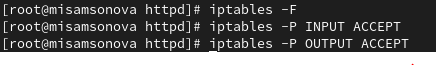 [root@misamsonova httpd]# iptables -F
[root@misamsonova httpd]# iptables -P INPUT ACCEPT
[root@misamsonova httpd]# iptables -P OUTPUT ACCEPT